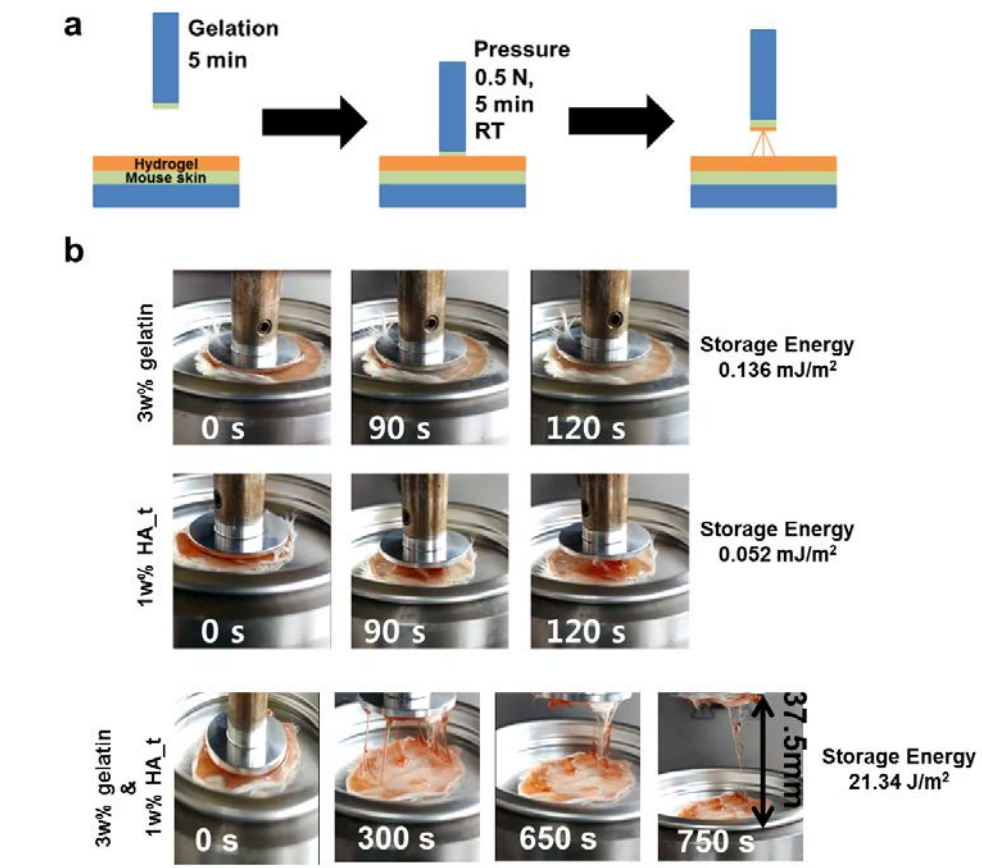 a
Gelation
5 min
Pressure
0.5 N,
5 min
RT
Hydrogel
Mouse skin
b
3w% gelatin
0 s
90 s
120 s
Storage Energy
0.136 mJ/m²
1w% HA_t
0 s
90 s
120 s
Storage Energy
0.052 mJ/m²
3w% gelatin
&
1w% HA_t
0 s
300 s
650 s
750 s
37.5mm
Storage Energy
21.34 J/m²